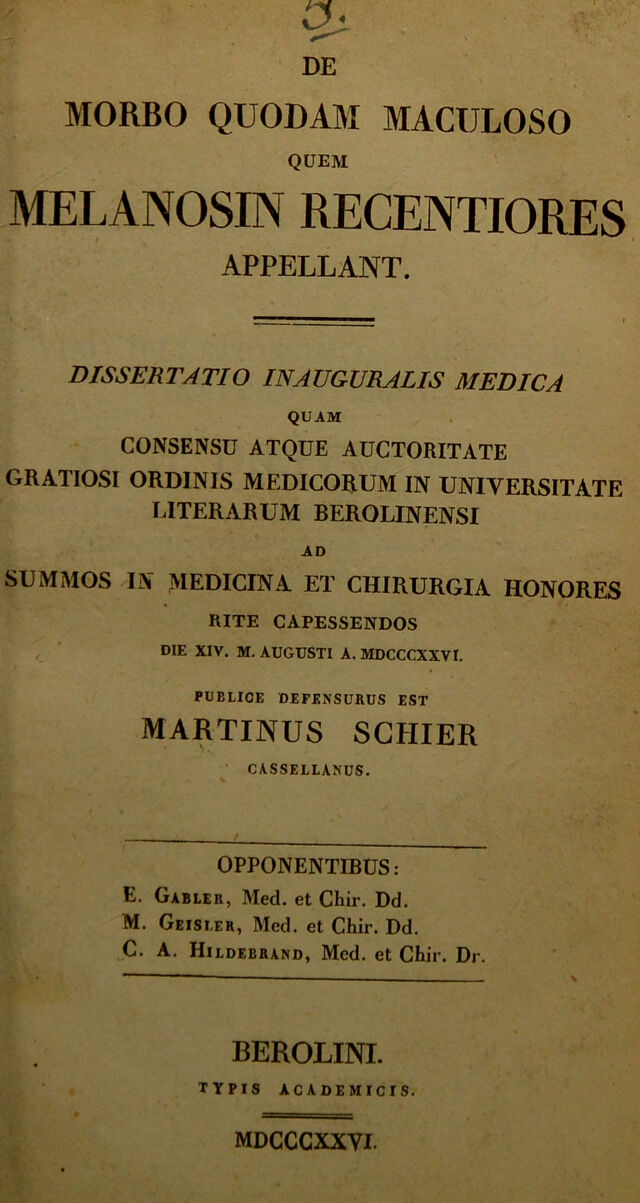 3.
DE
MORBO QUODAM MACULOSO
QUEM
MELANOSIN RECENTIORES
APPELLANT.
DISSERTATIO INAUGURALIS MEDICA
QUAM
CONSENSU ATQUE AUCTORITATE
GRATIOSI ORDINIS MEDICORUM IN UNIVERSITATE
LITERARUM BEROLINENSI
AD
SUMMOS IN MEDICINA ET CHIRURGIA HONORES
RITE CAPESSENDOS
DIE XIV. M. AUGUSTI A. MDCCCXXVI.
PUBLICE DEFENSURUS EST
MARTINUS SCHIER
CASSELLANUS.
OPPONENTIBUS:
E. GABLER, Med. et Chir. Dd.
M. GEISLER, Med. et Chir. Dd.
C. A. HILDEBRAND, Med. et Chir. Dr.
BEROLINI.
TYPIS ACADEMICIS.
MDCCCXXVI.